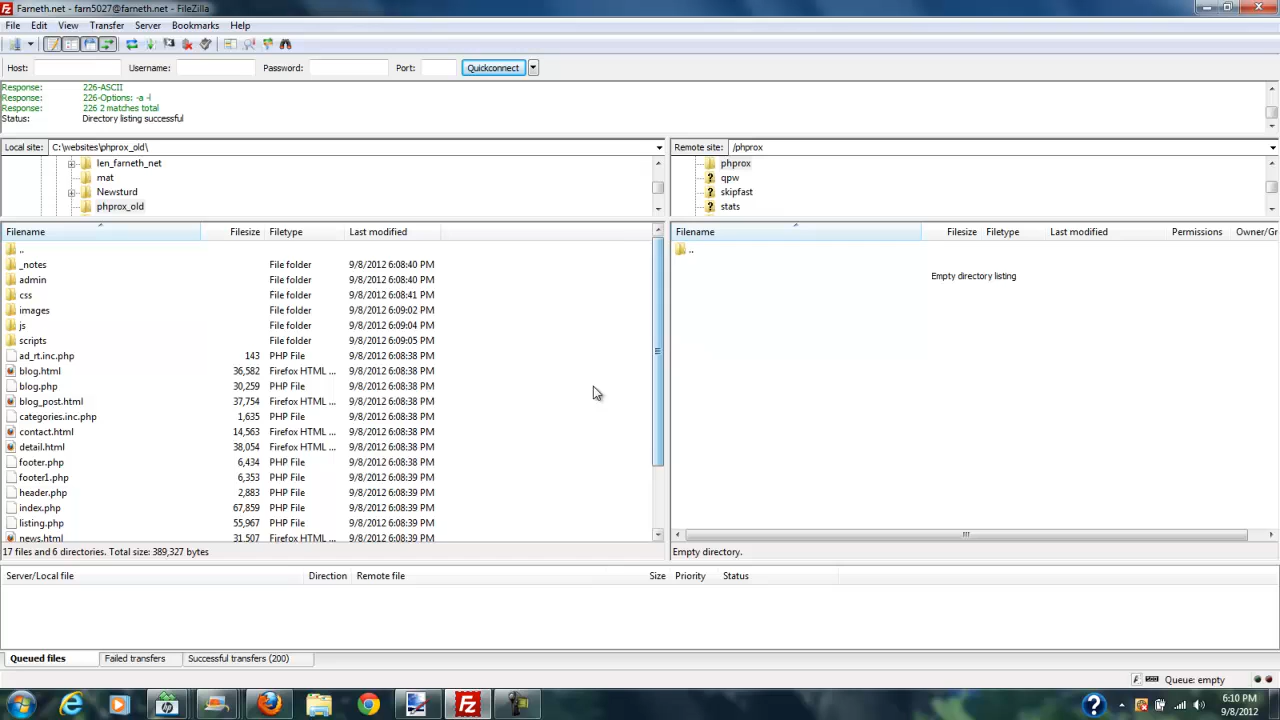 Farneth.net - farn5027@farneth.net - FileZilla
File Edit View Transfer Server Bookmarks Help
Host: Username: Password: Port: Quickconnect
Response: 226-ASCII
Response: 226-Options: -a -l
Response: 226 2 matches total
Status: Directory listing successful
Local site: C:\websites\phprox_old\
len_farneth_net
mat
Newsturd
phprox_old
Remote site: /phprox
phprox
qpw
skipfast
stats
Filename Filesize Filetype Last modified
..
_notes File folder 9/8/2012 6:08:40 PM
admin File folder 9/8/2012 6:08:40 PM
css File folder 9/8/2012 6:08:41 PM
images File folder 9/8/2012 6:09:02 PM
js File folder 9/8/2012 6:09:04 PM
scripts File folder 9/8/2012 6:09:05 PM
ad_rt.inc.php 143 PHP File 9/8/2012 6:08:38 PM
blog.html 36,582 Firefox HTML ... 9/8/2012 6:08:38 PM
blog.php 30,259 PHP File 9/8/2012 6:08:38 PM
blog_post.html 37,754 Firefox HTML ... 9/8/2012 6:08:38 PM
categories.inc.php 1,635 PHP File 9/8/2012 6:08:38 PM
contact.html 14,563 Firefox HTML ... 9/8/2012 6:08:38 PM
detail.html 38,054 Firefox HTML ... 9/8/2012 6:08:38 PM
footer.php 6,434 PHP File 9/8/2012 6:08:38 PM
footer1.php 6,353 PHP File 9/8/2012 6:08:39 PM
header.php 2,883 PHP File 9/8/2012 6:08:39 PM
index.php 67,859 PHP File 9/8/2012 6:08:39 PM
listing.php 55,967 PHP File 9/8/2012 6:08:39 PM
news.html 31,507 Firefox HTML ... 9/8/2012 6:08:39 PM
17 files and 6 directories. Total size: 389,327 bytes
Filename Filesize Filetype Last modified Permissions Owner/Gr
..
Empty directory listing
Empty directory.
Server/Local file Direction Remote file Size Priority Status
Queued files Failed transfers Successful transfers (200)
Queue: empty
6:10 PM
9/8/2012